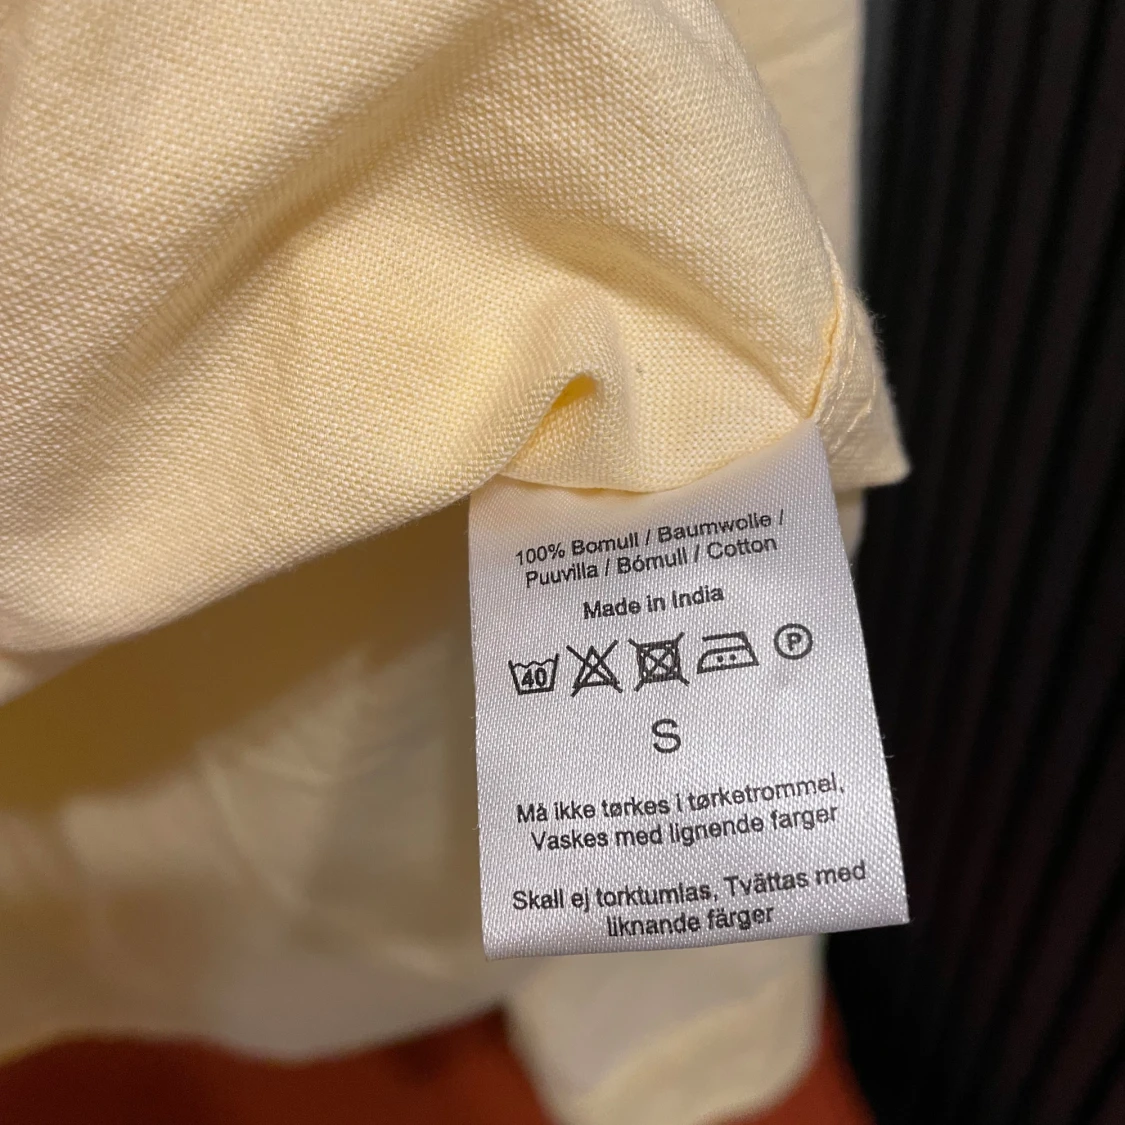 100% Bomull / Baumwolle /
Puuvilla / Bómull / Cotton
Made in India
40 P
S
Må ikke tørkes i tørketrommel,
Vaskes med lignende farger
Skall ej torktumlas, Tvättas med
liknande färger